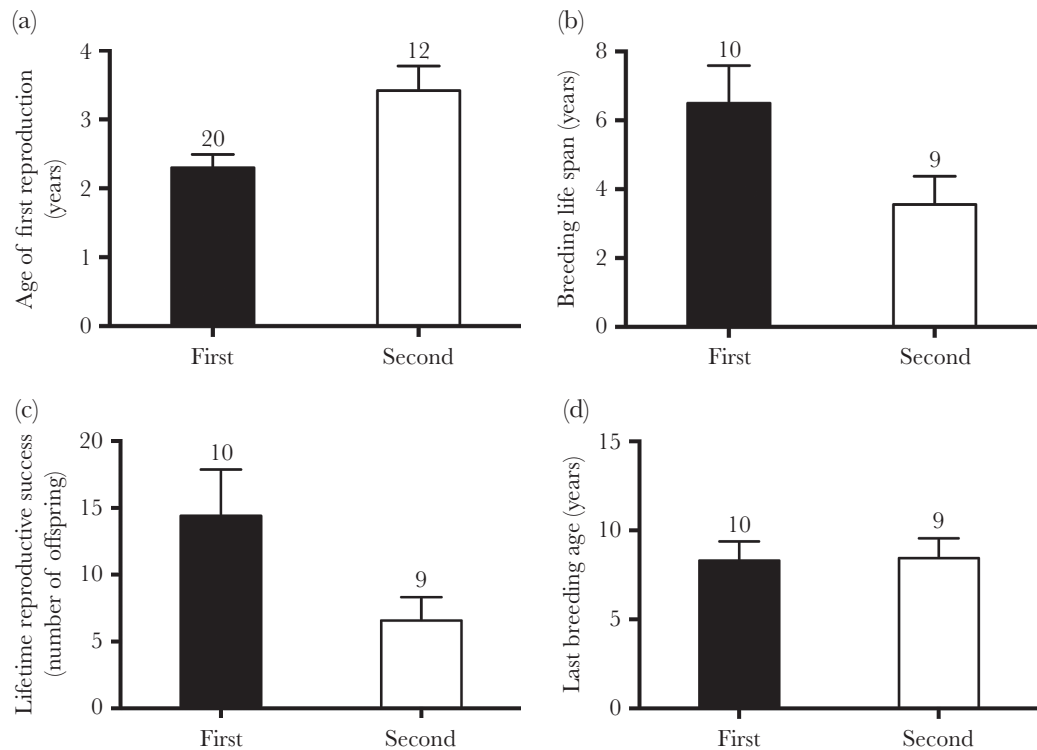 (a)
Age of first reproduction
(years)
4
3
2
1
0
20
12
First
Second
(b)
Breeding life span (years)
8
6
4
2
0
10
9
First
Second
(c)
Lifetime reproductive success
(number of offspring)
20
15
10
5
0
10
9
First
Second
(d)
Last breeding age (years)
15
10
5
0
10
9
First
Second